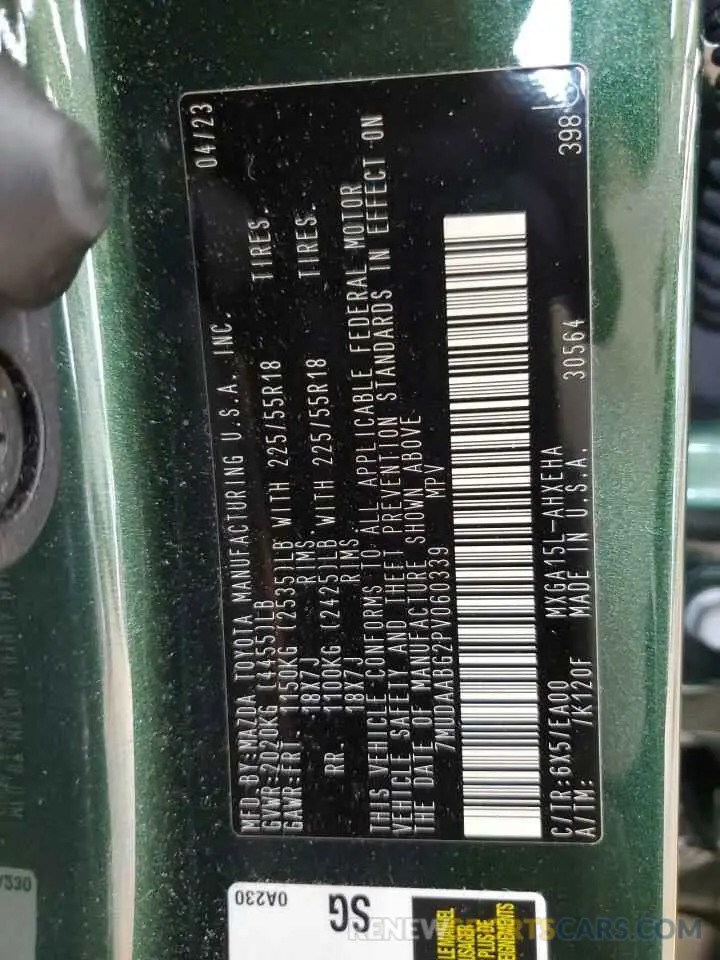 MFD.BY:MAZDA TOYOTA MANUFACTURING U.S.A., INC. 04/23
GVWR:2020KG (4455)LB
GAWR:FRT. 1150KG (2535)LB WITH 225/55R18 TIRES.
18X7J RIMS.
RR. 1100KG (2425)LB WITH 225/55R18 TIRES.
18X7J RIMS.
THIS VEHICLE CONFORMS TO ALL APPLICABLE FEDERAL MOTOR
VEHICLE SAFETY AND THEFT PREVENTION STANDARDS IN EFFECT ON
THE DATE OF MANUFACTURE SHOWN ABOVE
7MUDAABG2PV060339 MPV
C/TR:6X5/EA00 MXGA15L-AHXEHA 30564 398
A/TM: /K120F MADE IN U.S.A.
0A230
SG
PLUS DE